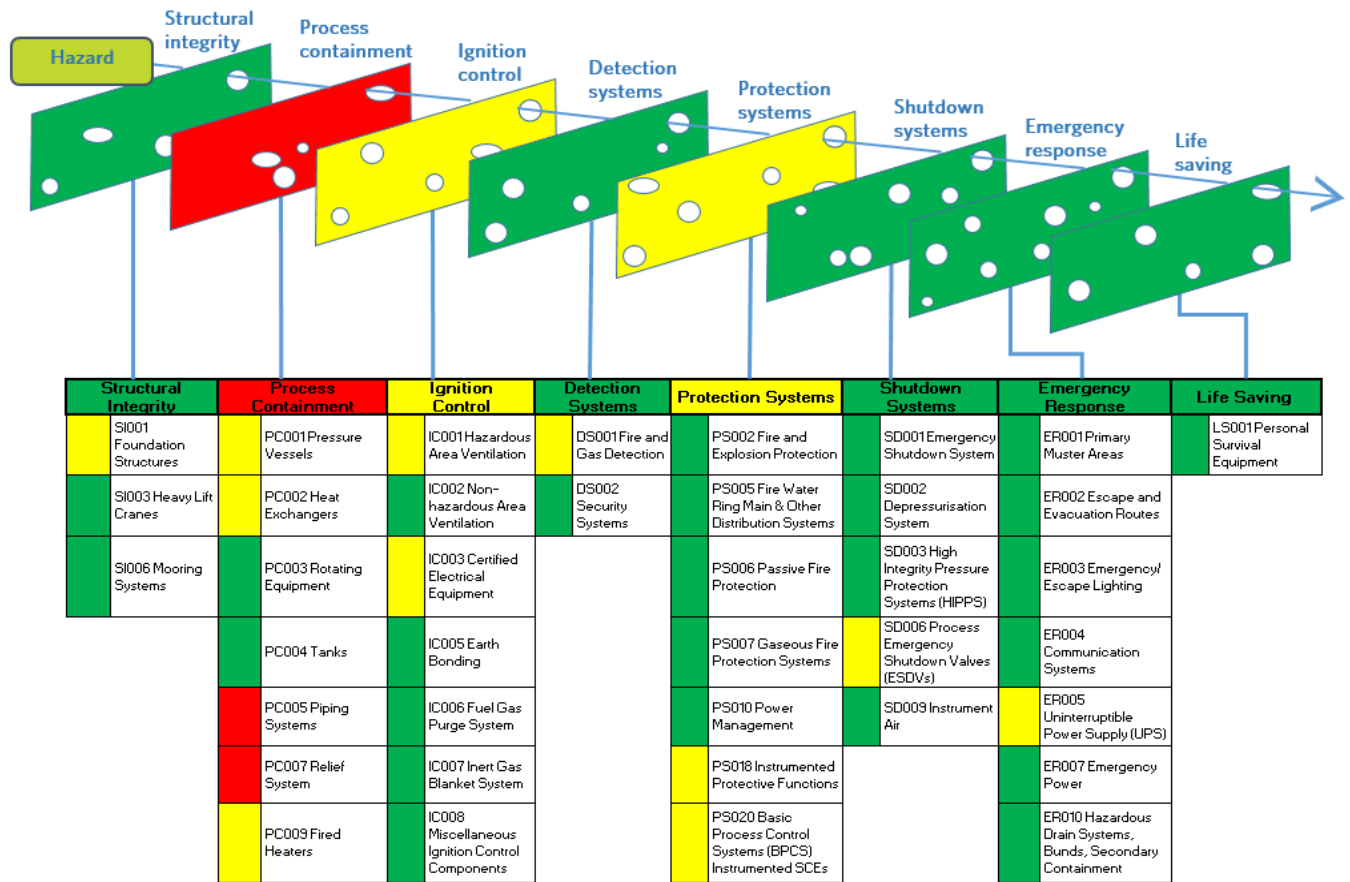 Structural
integrity
Process
containment
Ignition
control
Detection
systems
Protection
systems
Shutdown
systems
Emergency
response
Life
saving
Hazard
Structural
Integrity
Process
Containment
Ignition
Control
Detection
Systems
Protection Systems
Shutdown
Systems
Emergency
Response
Life Saving
SI001
Foundation
Structures
SI003 Heavy Lift
Cranes
SI006 Mooring
Systems
PC001 Pressure
Vessels
PC002 Heat
Exchangers
PC003 Rotating
Equipment
PC004 Tanks
PC005 Piping
Systems
PC007 Relief
System
PC009 Fired
Heaters
IC001 Hazardous
Area Ventilation
IC002 Non-
hazardous Area
Ventilation
IC003 Certified
Electrical
Equipment
IC005 Earth
Bonding
IC006 Fuel Gas
Purge System
IC007 Inert Gas
Blanket System
IC008
Miscellaneous
Ignition Control
Components
DS001 Fire and
Gas Detection
DS002
Security
Systems
PS002 Fire and
Explosion Protection
PS005 Fire Water
Ring Main & Other
Distribution Systems
PS006 Passive Fire
Protection
PS007 Gaseous Fire
Protection Systems
PS010 Power
Management
PS018 Instrumented
Protective Functions
PS020 Basic
Process Control
Systems (BPCS)
Instrumented SCEs
SD001 Emergency
Shutdown System
SD002
Depressurisation
System
SD003 High
Integrity Pressure
Protection
Systems (HIPPS)
SD006 Process
Emergency
Shutdown Valves
(ESDVs)
SD009 Instrument
Air
ER001 Primary
Muster Areas
ER002 Escape and
Evacuation Routes
ER003 Emergency/
Escape Lighting
ER004
Communication
Systems
ER005
Uninterruptible
Power Supply (UPS)
ER007 Emergency
Power
ER010 Hazardous
Drain Systems,
Bunds, Secondary
Containment
LS001 Personal
Survival
Equipment